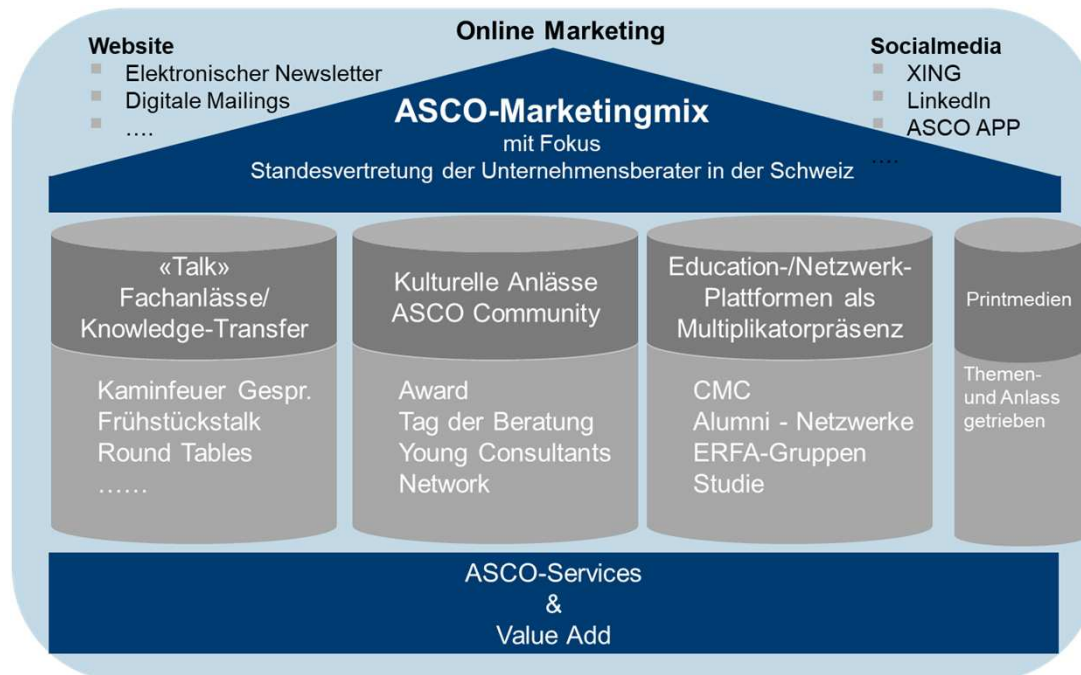 Online Marketing
Website
Elektronischer Newsletter
Digitale Mailings
….
Socialmedia
XING
LinkedIn
ASCO APP
….
ASCO-Marketingmix
mit Fokus
Standesvertretung der Unternehmensberater in der Schweiz
«Talk»
Fachanlässe/
Knowledge-Transfer
Kaminfeuer Gespr.
Frühstückstalk
Round Tables
……
Kulturelle Anlässe
ASCO Community
Award
Tag der Beratung
Young Consultants
Network
Education-/Netzwerk-
Plattformen als
Multiplikatorpräsenz
CMC
Alumni - Netzwerke
ERFA-Gruppen
Studie
Printmedien
Themen-
und Anlass
getrieben
ASCO-Services
&
Value Add